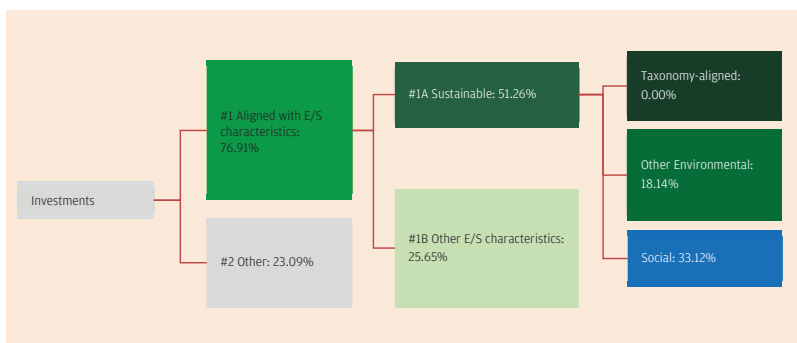 Investments
#1 Aligned with E/S
characteristics:
76.91%
#2 Other: 23.09%
#1A Sustainable: 51.26%
#1B Other E/S characteristics:
25.65%
Taxonomy-aligned:
0.00%
Other Environmental:
18.14%
Social: 33.12%